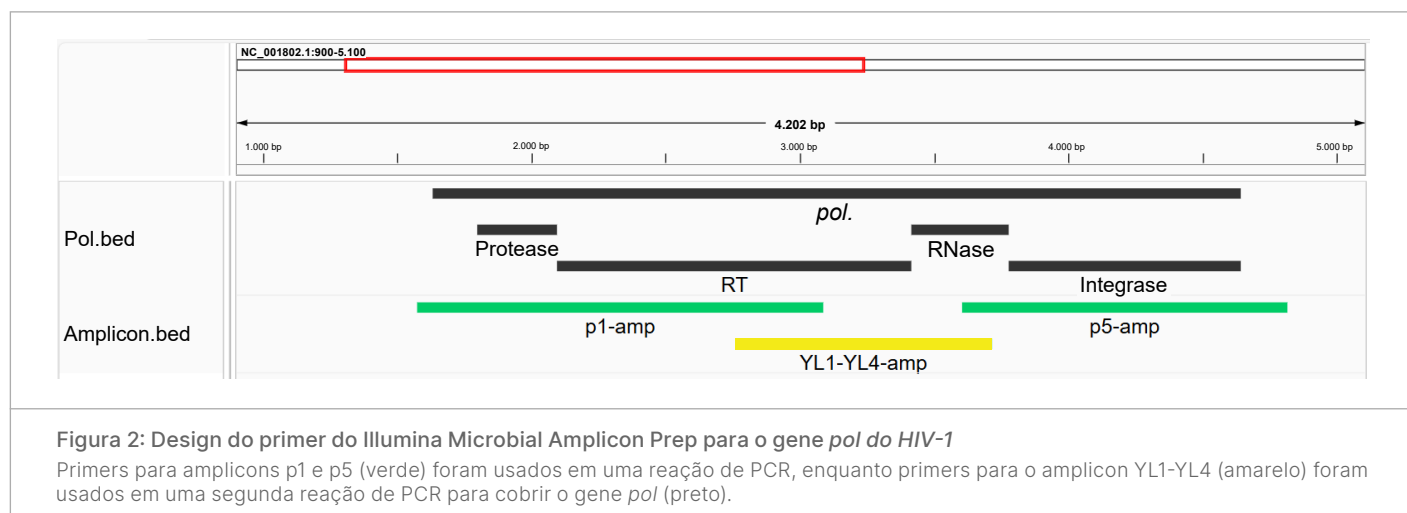 NC_001802.1:900-5.100
4.202 bp
1.000 bp 2.000 bp 3.000 bp 4.000 bp 5.000 bp
Pol.bed
pol.
Protease
RNase
RT
Integrase
Amplicon.bed
p1-amp
p5-amp
YL1-YL4-amp
Figura 2: Design do primer do Illumina Microbial Amplicon Prep para o gene pol do HIV-1
Primers para amplicons p1 e p5 (verde) foram usados em uma reação de PCR, enquanto primers para o amplicon YL1-YL4 (amarelo) foram
usados em uma segunda reação de PCR para cobrir o gene pol (preto).